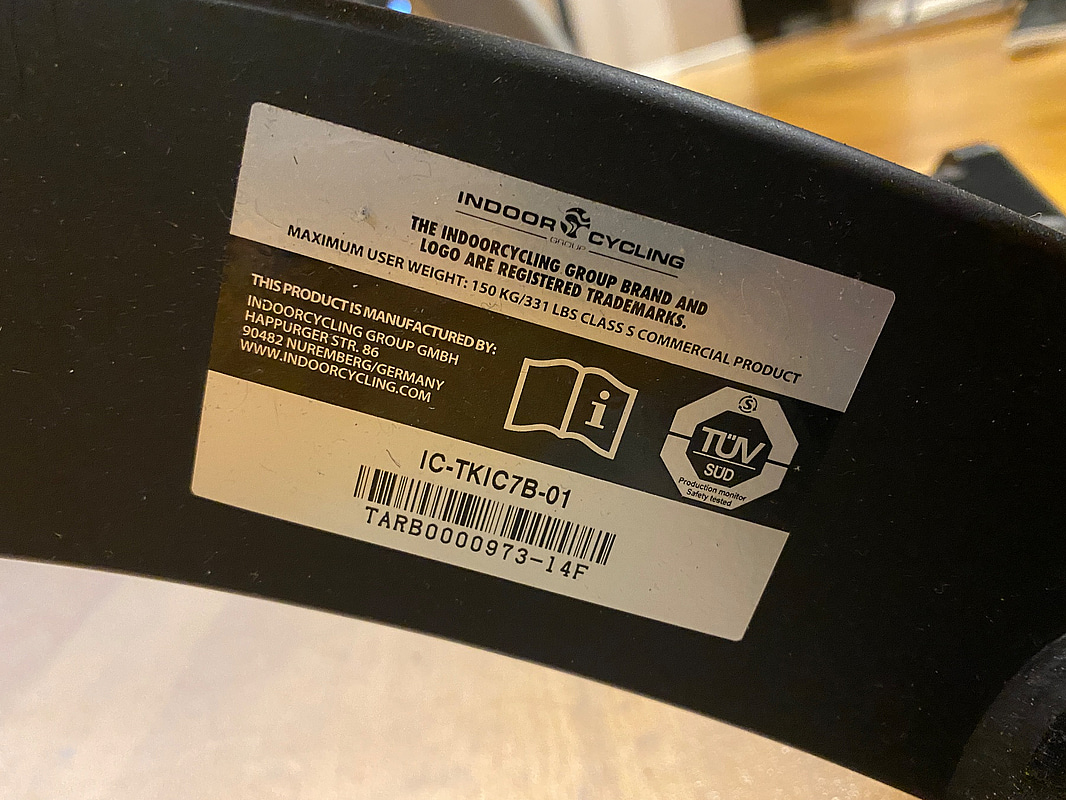 INDOOR CYCLING
GROUP
THE INDOORCYCLING GROUP BRAND AND
LOGO ARE REGISTERED TRADEMARKS.
MAXIMUM USER WEIGHT: 150 KG/331 LBS CLASS S COMMERCIAL PRODUCT
THIS PRODUCT IS MANUFACTURED BY:
INDOORCYCLING GROUP GMBH
HAPPURGER STR. 86
90482 NUREMBERG/GERMANY
WWW.INDOORCYCLING.COM
i
S
TÜV
SÜD
Production monitor
Safety tested
IC-TKIC7B-01
TARB0000973-14F